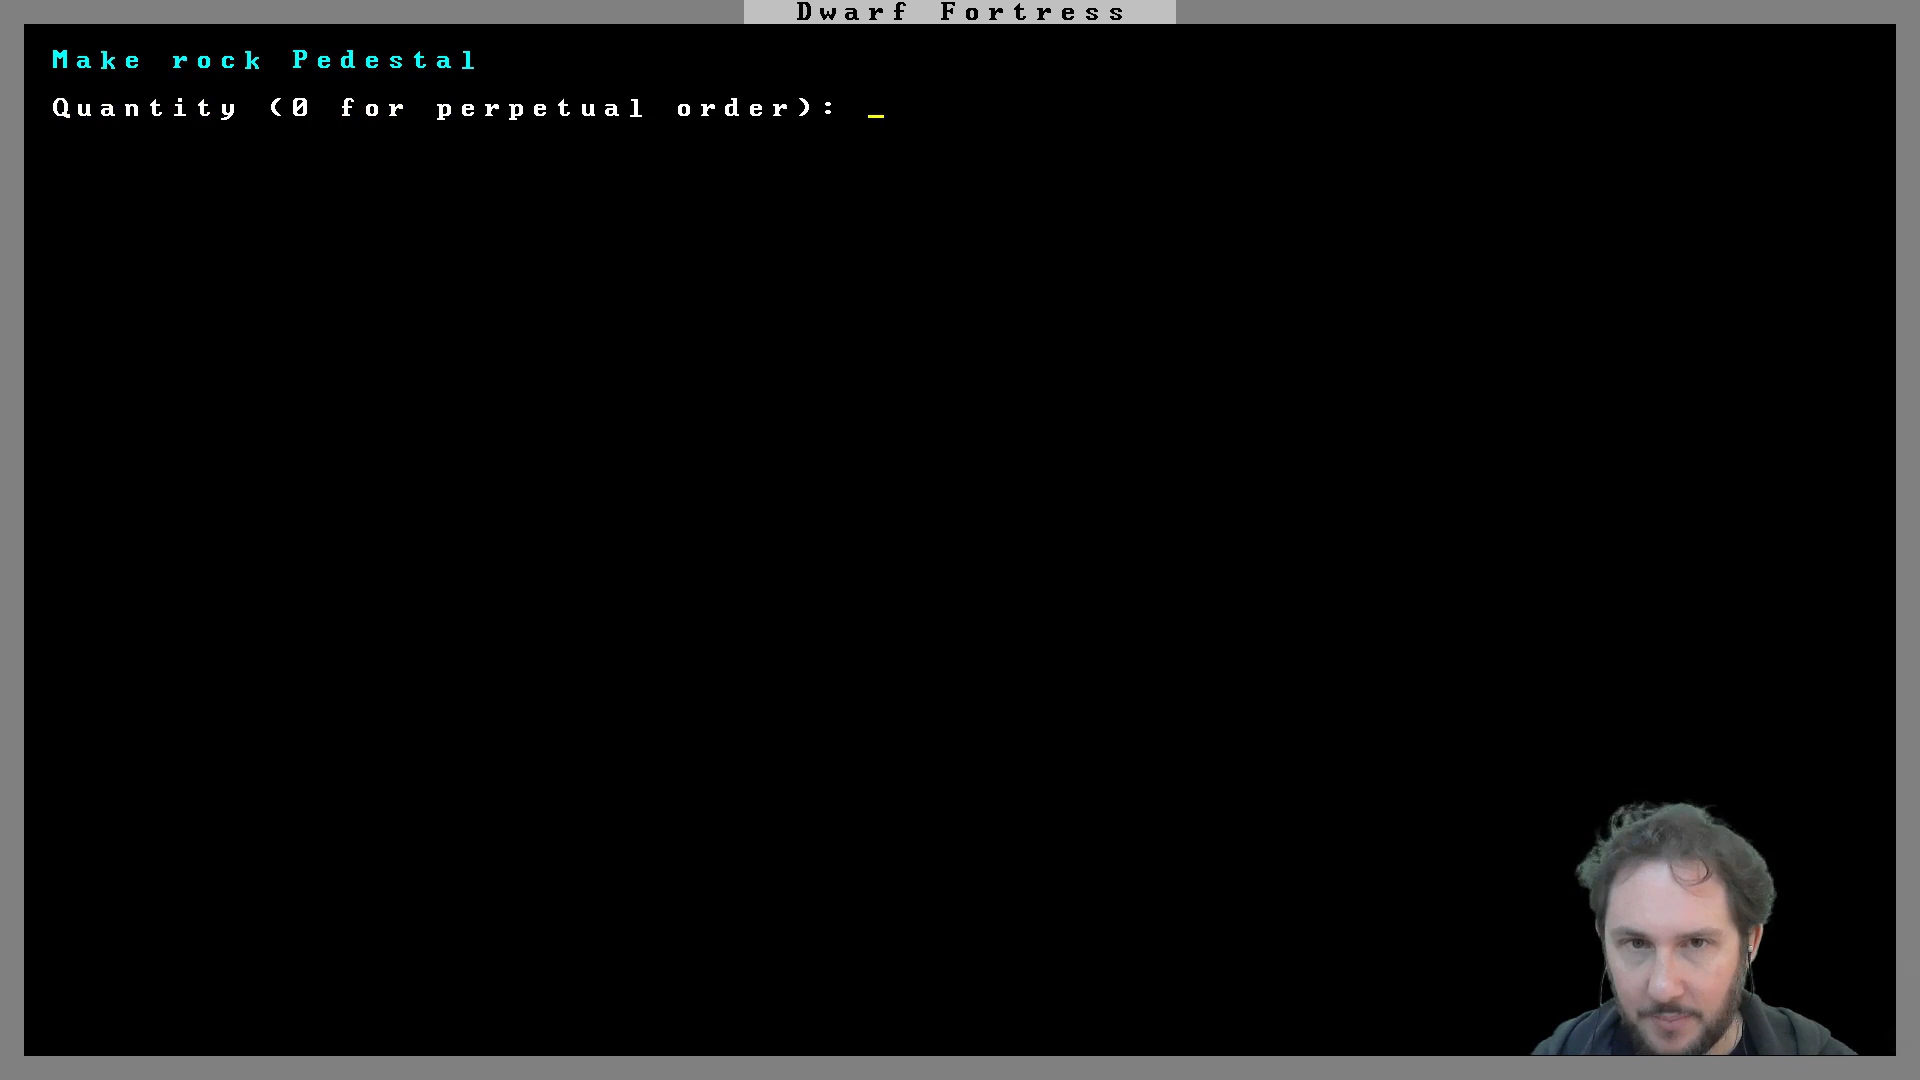 Dwarf Fortress
Make rock Pedestal
Quantity (0 for perpetual order): _